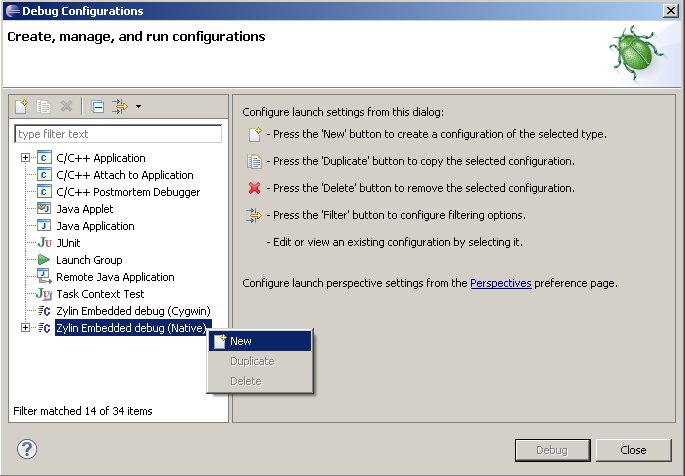 Debug Configurations
Create, manage, and run configurations
type filter text
C/C++ Application
C/C++ Attach to Application
C/C++ Postmortem Debugger
Java Applet
Java Application
JUnit
Launch Group
Remote Java Application
Task Context Test
Zylin Embedded debug (Cygwin)
Zylin Embedded debug (Native)
New
Duplicate
Delete
Filter matched 14 of 34 items
Configure launch settings from this dialog:
- Press the 'New' button to create a configuration of the selected type.
- Press the 'Duplicate' button to copy the selected configuration.
- Press the 'Delete' button to remove the selected configuration.
- Press the 'Filter' button to configure filtering options.
- Edit or view an existing configuration by selecting it.
Configure launch perspective settings from the Perspectives preference page.
Debug
Close